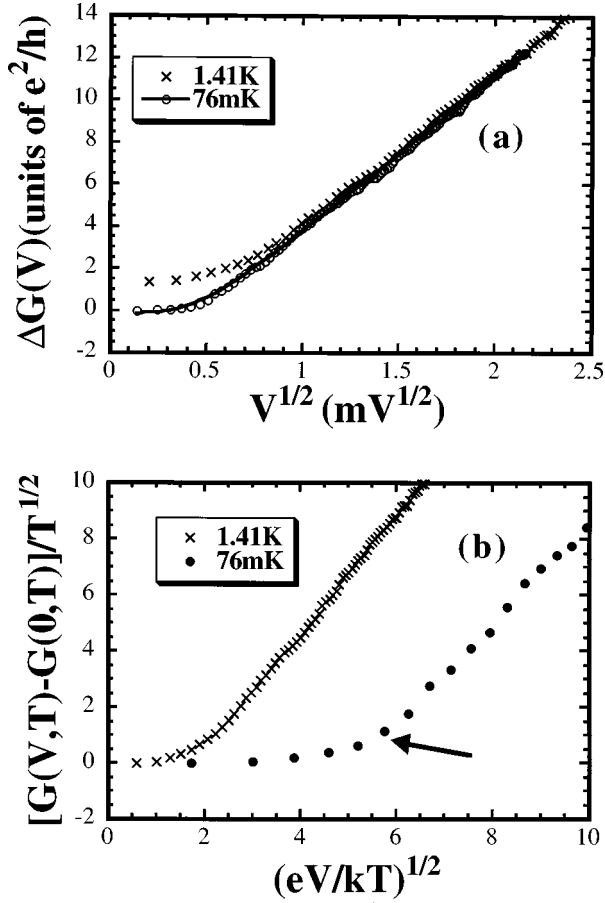 14
12
10
8
6
4
2
0
-2
ΔG(V)(units of e²/h)
× 1.41K
76mK
(a)
0 0.5 1 1.5 2 2.5
V^{1/2} (mV^{1/2})
10
8
6
4
2
0
-2
[G(V,T)-G(0,T)]/T^{1/2}
× 1.41K
• 76mK
(b)
0 2 4 6 8 10
(eV/kT)^{1/2}